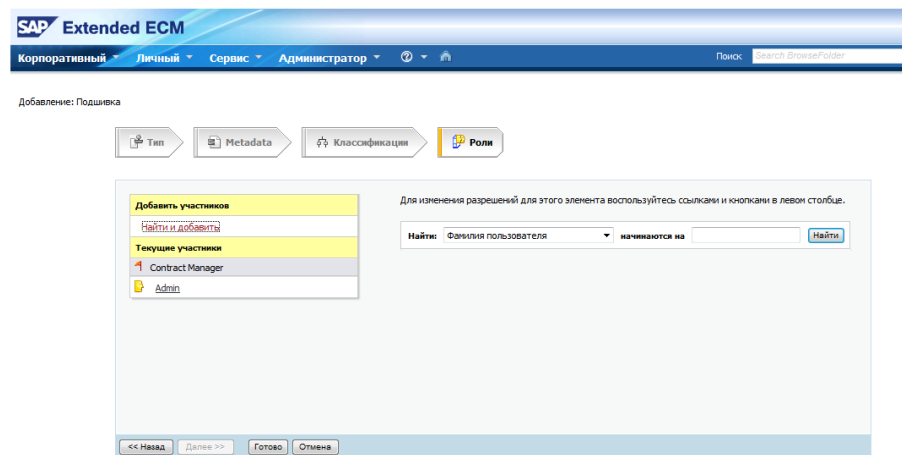 SAP Extended ECM
Корпоративный Личный Сервис Администратор Поиск: Search BrowseFolder
Добавление: Подшивка
Тип Metadata Классификации Роли
Добавить участников
Найти и добавить
Текущие участники
Contract Manager
Admin
Для изменения разрешений для этого элемента воспользуйтесь ссылками и кнопками в левом столбце.
Найти: Фамилия пользователя начинаются на Найти
<< Назад Далее >> Готово Отмена